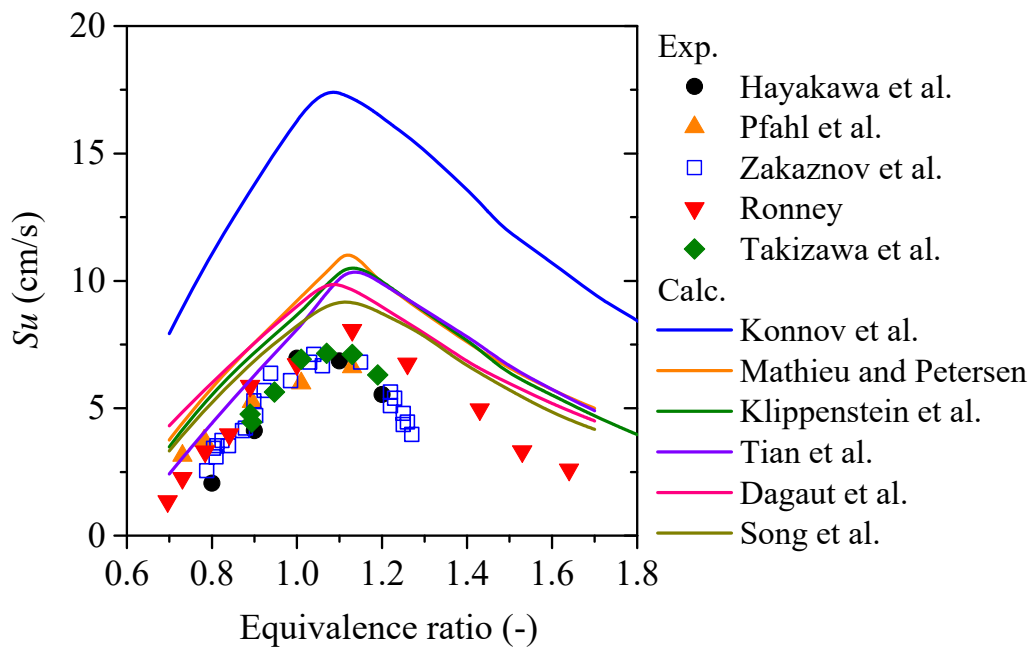 20
15
10
5
0
Su (cm/s)
0.6 0.8 1.0 1.2 1.4 1.6 1.8
Equivalence ratio (-)
Exp.
Hayakawa et al.
Pfahl et al.
Zakaznov et al.
Ronney
Takizawa et al.
Calc.
Konnov et al.
Mathieu and Petersen
Klippenstein et al.
Tian et al.
Dagaut et al.
Song et al.